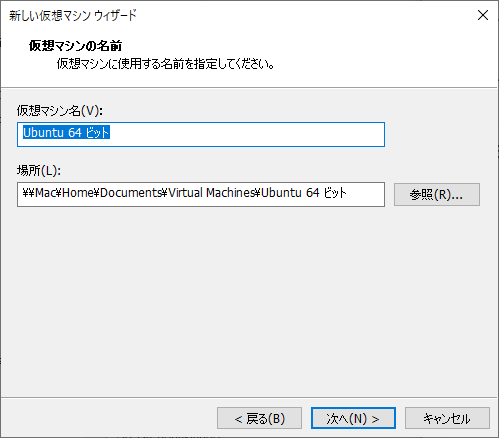 新しい仮想マシン ウィザード
仮想マシンの名前
仮想マシンに使用する名前を指定してください。
仮想マシン名(V):
Ubuntu 64 ビット
場所(L):
¥¥Mac¥Home¥Documents¥Virtual Machines¥Ubuntu 64 ビット
参照(R)...
< 戻る(B)
次へ(N) >
キャンセル